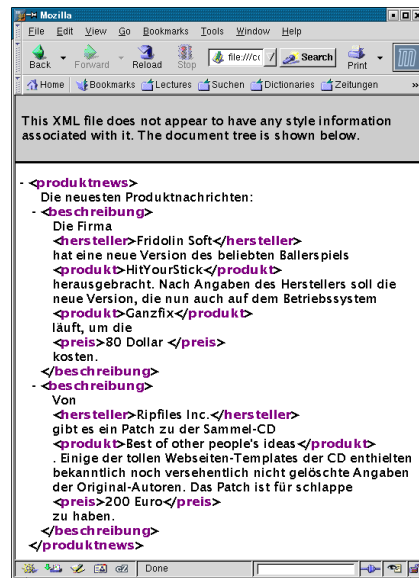 Mozilla
File Edit View Go Bookmarks Tools Window Help
Back Forward Reload Stop file:///cc Search Print
Home Bookmarks Lectures Suchen Dictionaries Zeitungen
This XML file does not appear to have any style information
associated with it. The document tree is shown below.
- <produktnews>
Die neuesten Produktnachrichten:
- <beschreibung>
Die Firma
<hersteller>Fridolin Soft</hersteller>
hat eine neue Version des beliebten Ballerspiels
<produkt>HitYourStick</produkt>
herausgebracht. Nach Angaben des Herstellers soll die
neue Version, die nun auch auf dem Betriebssystem
<produkt>Ganzfix</produkt>
läuft, um die
<preis>80 Dollar </preis>
kosten.
</beschreibung>
- <beschreibung>
Von
<hersteller>Ripfiles Inc.</hersteller>
gibt es ein Patch zu der Sammel-CD
<produkt>Best of other people's ideas</produkt>
. Einige der tollen Webseiten-Templates der CD enthielten
bekanntlich noch versehentlich nicht gelöschte Angaben
der Original-Autoren. Das Patch ist für schlappe
<preis>200 Euro</preis>
zu haben.
</beschreibung>
</produktnews>
Done